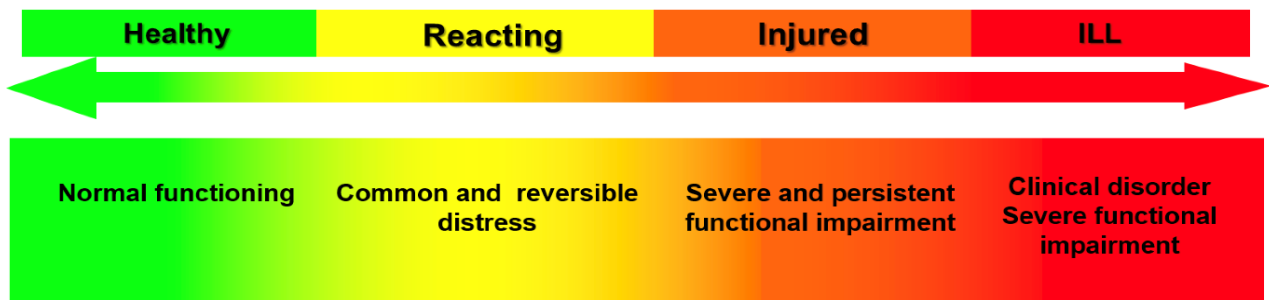 Healthy
Reacting
Injured
ILL
Normal functioning
Common and reversible
distress
Severe and persistent
functional impairment
Clinical disorder
Severe functional
impairment